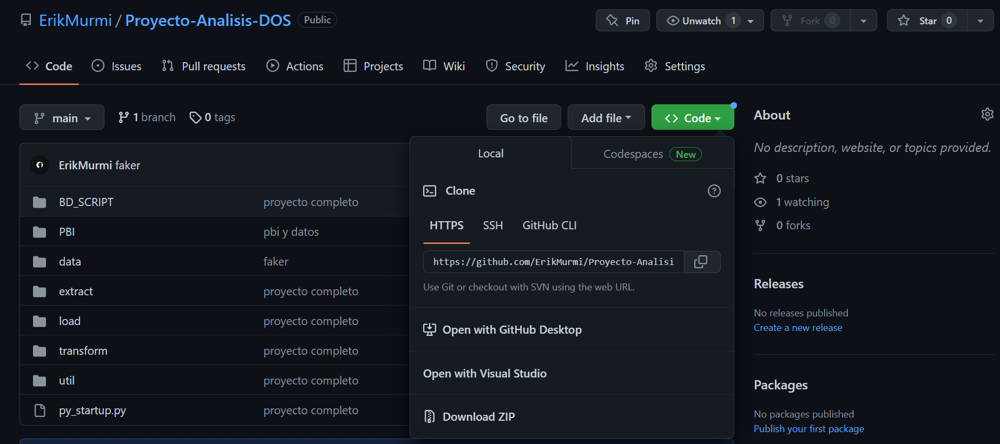 ErikMurmi / Proyecto-Analisis-DOS Public
Pin
Unwatch 1
Fork 0
Star 0
Code
Issues
Pull requests
Actions
Projects
Wiki
Security
Insights
Settings
main
1 branch
0 tags
Go to file
Add file
Code
ErikMurmi faker
BD_SCRIPT proyecto completo
PBI pbi y datos
data faker
extract proyecto completo
load proyecto completo
transform proyecto completo
util proyecto completo
py_startup.py proyecto completo
Local
Codespaces New
Clone
HTTPS SSH GitHub CLI
https://github.com/ErikMurmi/Proyecto-Analisi
Use Git or checkout with SVN using the web URL.
Open with GitHub Desktop
Open with Visual Studio
Download ZIP
About
No description, website, or topics provided.
0 stars
1 watching
0 forks
Releases
No releases published
Create a new release
Packages
No packages published
Publish your first package